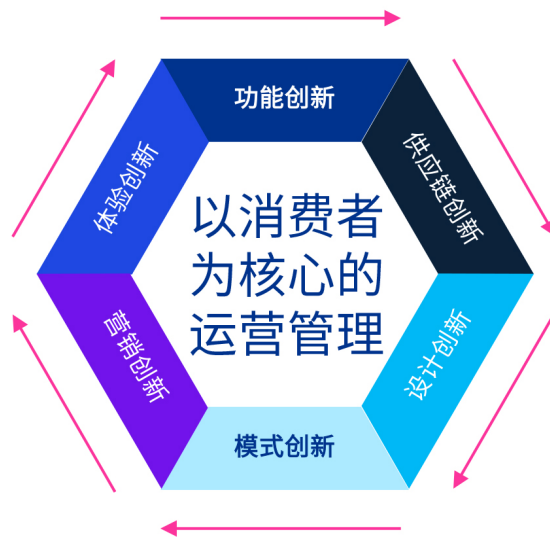 功能创新
供应链创新
设计创新
模式创新
营销创新
体验创新
以消费者
为核心的
运营管理